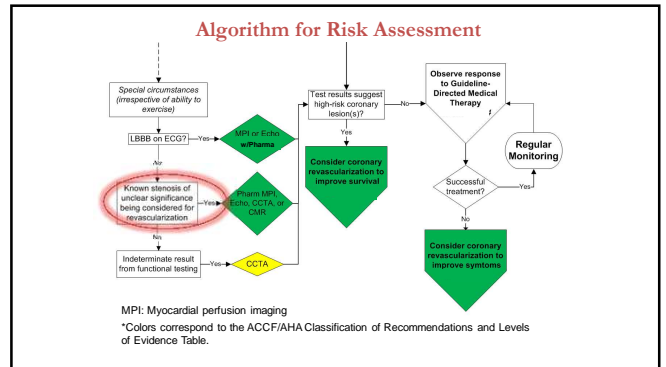 Algorithm for Risk Assessment
Special circumstances
(irrespective of ability to
exercise)
LBBB on ECG?
Yes
MPI or Echo
w/Pharma
No
Known stenosis of
unclear significance
being considered for
revascularization
Yes
Pharm MPI,
Echo, CCTA, or
CMR
No
Indeterminate result
from functional testing
Yes
CCTA
Test results suggest
high-risk coronary
lesion(s)?
No
Yes
Consider coronary
revascularization to
improve survival
Observe response
to Guideline-
Directed Medical
Therapy
Successful
treatment?
Yes
Regular
Monitoring
No
Consider coronary
revascularization to
improve symtoms
MPI: Myocardial perfusion imaging
*Colors correspond to the ACCF/AHA Classification of Recommendations and Levels
of Evidence Table.